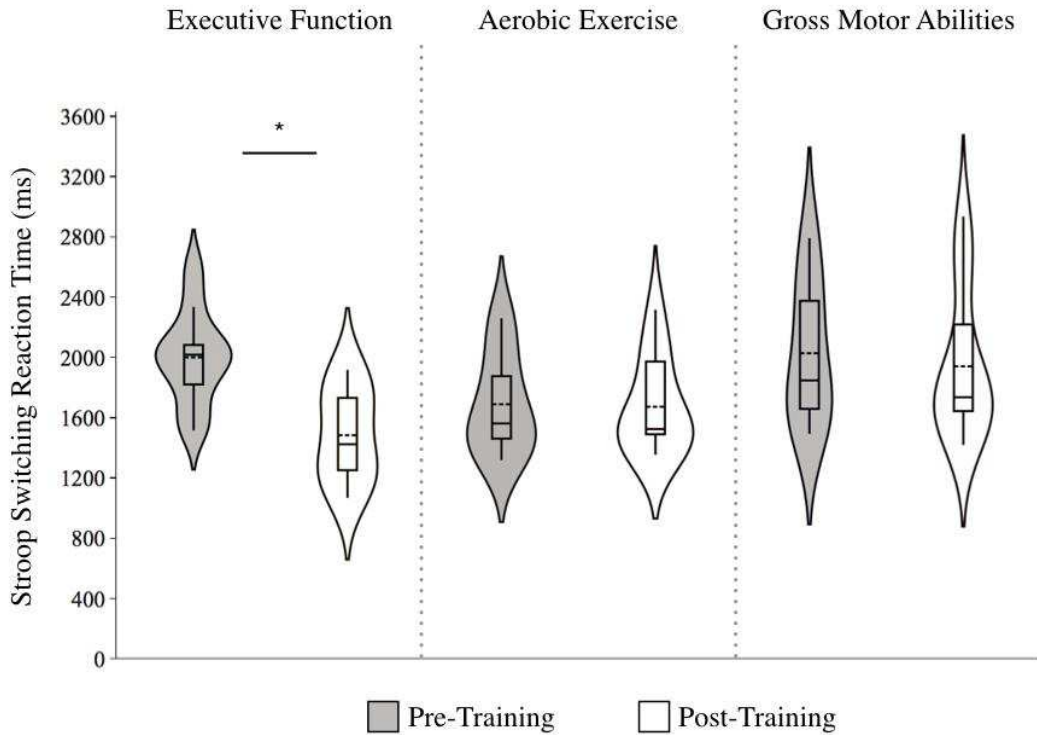 Executive Function
Aerobic Exercise
Gross Motor Abilities
Stroop Switching Reaction Time (ms)
3600
3200
2800
2400
2000
1600
1200
800
400
0
*
Pre-Training
Post-Training